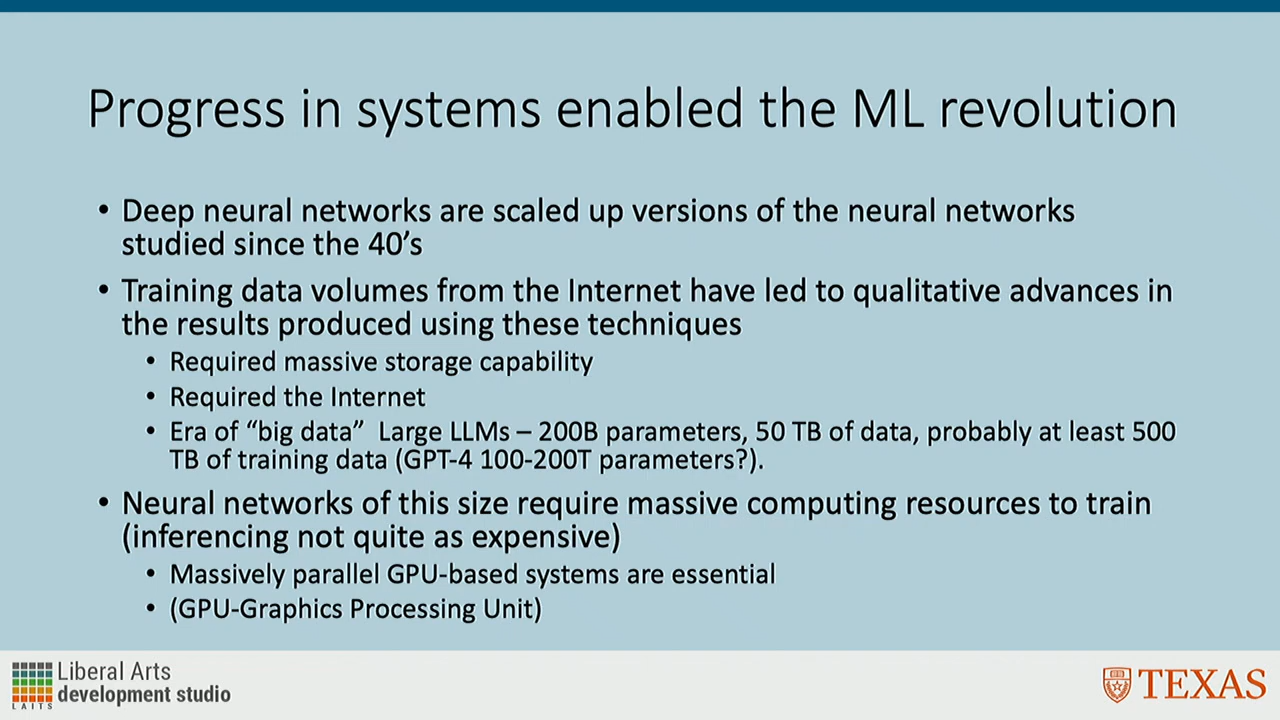 Progress in systems enabled the ML revolution
• Deep neural networks are scaled up versions of the neural networks
studied since the 40's
• Training data volumes from the Internet have led to qualitative advances in
the results produced using these techniques
• Required massive storage capability
• Required the Internet
• Era of “big data”  Large LLMs – 200B parameters, 50 TB of data, probably at least 500
TB of training data (GPT-4 100-200T parameters?).
• Neural networks of this size require massive computing resources to train
(inferencing not quite as expensive)
• Massively parallel GPU-based systems are essential
• (GPU-Graphics Processing Unit)
Liberal Arts
development studio
LAITS
TEXAS